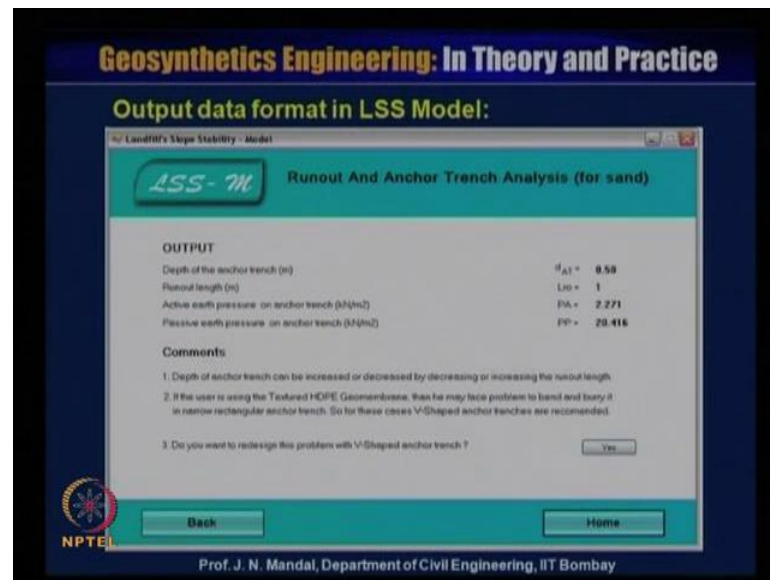 Geosynthetics Engineering: In Theory and Practice
Output data format in LSS Model:
Landfill's Slope Stability - Model
LSS - M
Runout And Anchor Trench Analysis (for sand)
OUTPUT
Depth of the anchor trench (m) dAT = 0.50
Runout length (m) Lro = 1
Active earth pressure on anchor trench (kN/m2) PA = 2.271
Passive earth pressure on anchor trench (kN/m2) PP = 20.416
Comments
1. Depth of anchor trench can be increased or decreased by decreasing or increasing the runout length
2. If the user is using the Textured HDPE Geomembrane, than he may face problem to bend and bury it
in narrow rectangular anchor trench. So for these cases V-Shaped anchor trenches are recomended.
3. Do you want to redesign this problem with V-Shaped anchor trench ? Yes
Back
Home
NPTEL
Prof. J. N. Mandal, Department of Civil Engineering, IIT Bombay